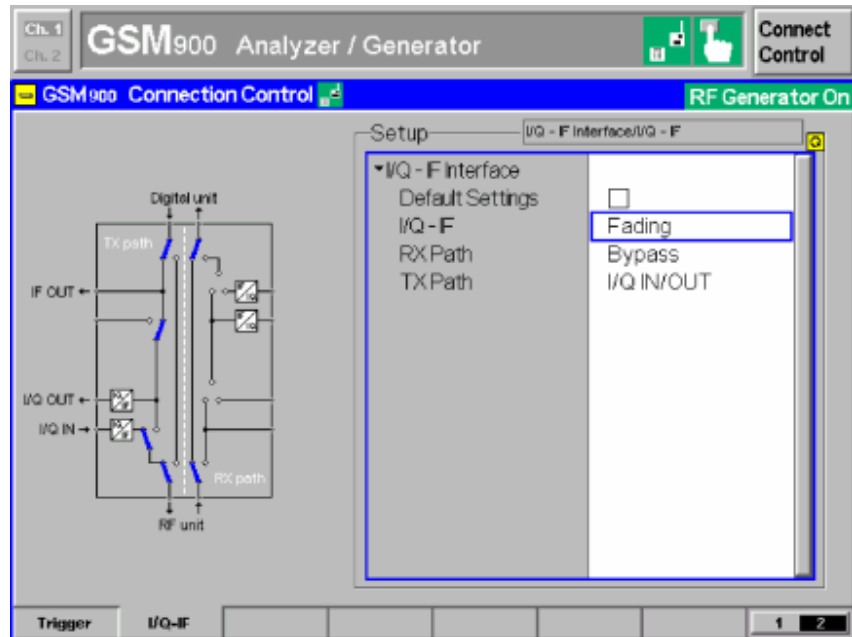 Ch. 1
Ch. 2
GSM900 Analyzer / Generator
Connect
Control
GSM900 Connection Control
RF Generator On
Setup
I/Q - IF Interface/I/Q - IF
I/Q - IF Interface
Default Settings
I/Q - IF Fading
RX Path Bypass
TX Path I/Q IN/OUT
Digital unit
TX path
IF OUT
I/Q OUT
I/Q IN
RX path
RF unit
Trigger I/Q-IF 1 2